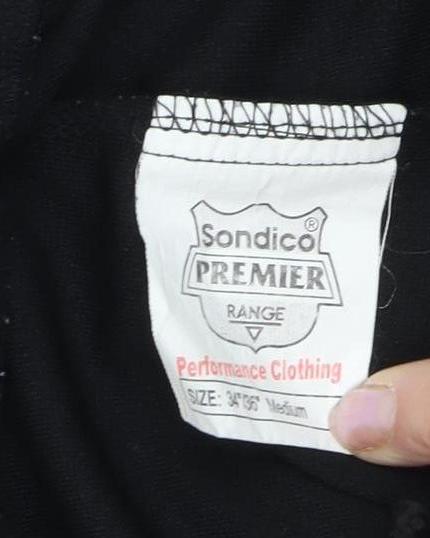 Sondico®
PREMIER
RANGE
Performance Clothing
SIZE: 34"/36" Medium